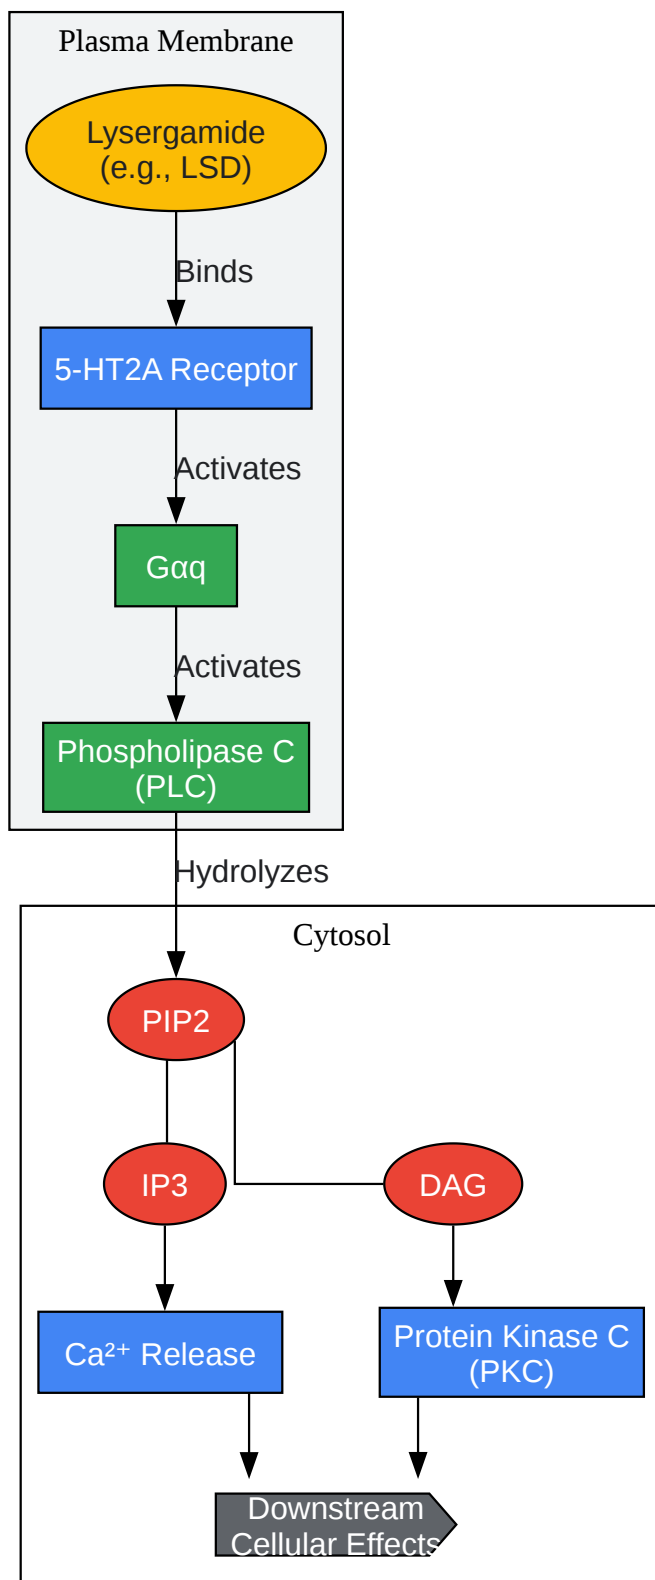 Plasma Membrane
Lysergamide
(e.g., LSD)
Binds
5-HT2A Receptor
Activates
Gαq
Activates
Phospholipase C
(PLC)
Hydrolyzes
Cytosol
PIP2
IP3
DAG
Ca²⁺ Release
Protein Kinase C
(PKC)
Downstream
Cellular Effects